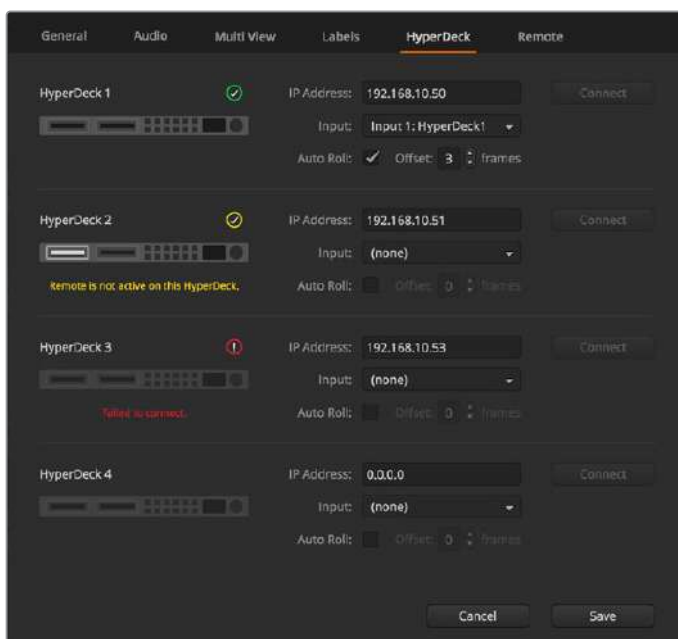 General Audio Multi View Labels HyperDeck Remote
HyperDeck 1 IP Address: 192.168.10.50 Connect
Input: Input 1: HyperDeck1
Auto Roll: Offset: 3 frames
HyperDeck 2 IP Address: 192.168.10.51 Connect
Input: (none)
Remote is not active on this HyperDeck. Auto Roll: Offset: 0 frames
HyperDeck 3 IP Address: 192.168.10.53 Connect
Input: (none)
Failed to connect. Auto Roll: Offset: 0 frames
HyperDeck 4 IP Address: 0.0.0.0 Connect
Input: (none)
Auto Roll: Offset: 0 frames
Cancel Save